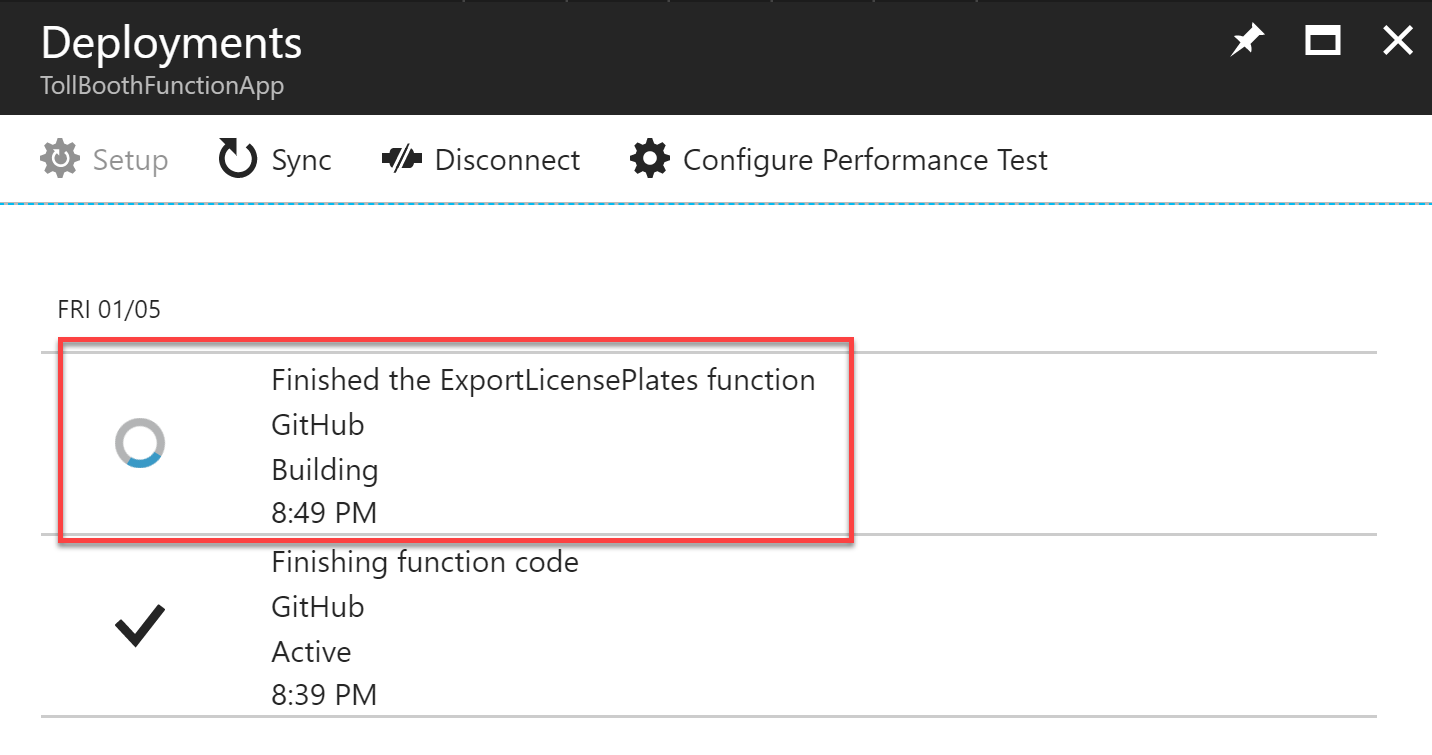 Deployments
TollBoothFunctionApp
Setup Sync Disconnect Configure Performance Test
FRI 01/05
Finished the ExportLicensePlates function
GitHub
Building
8:49 PM
Finishing function code
GitHub
Active
8:39 PM